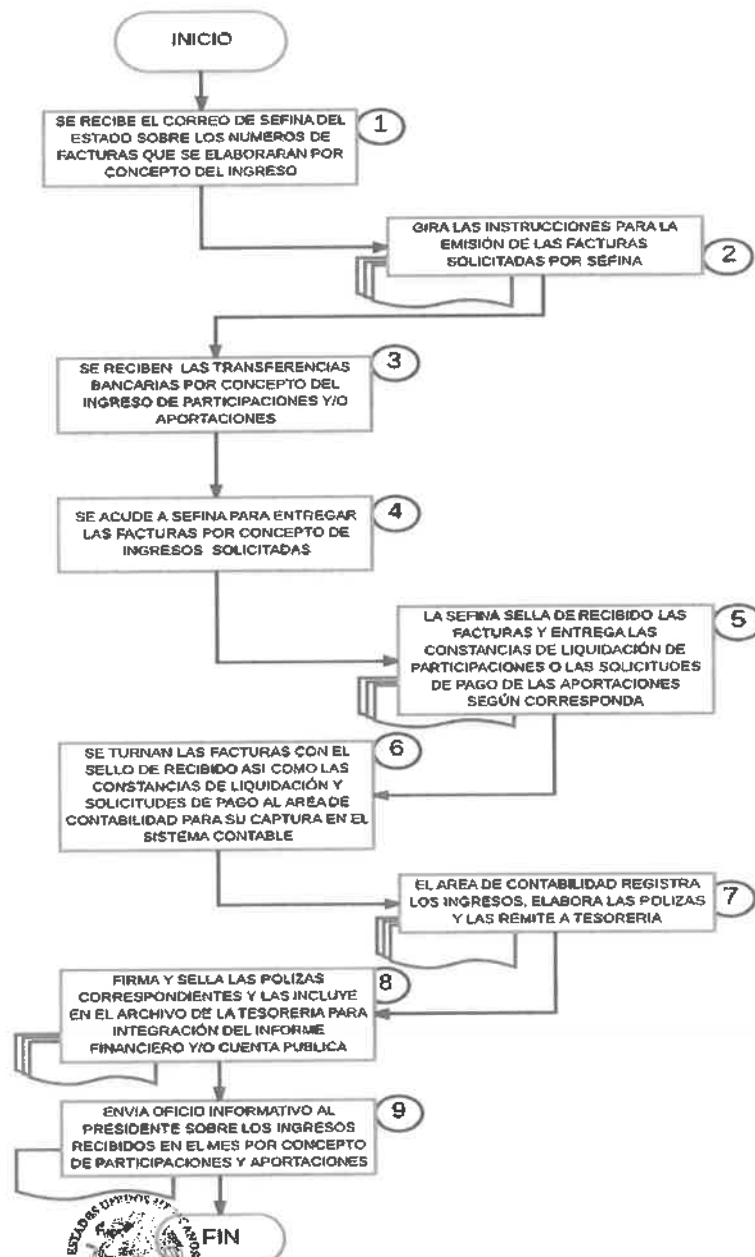 INICIO
1
SE RECIBE EL CORREO DE SEFINA DEL
ESTADO SOBRE LOS NUMEROS DE
FACTURAS QUE SE ELABORARAN POR
CONCEPTO DEL INGRESO
GIRA LAS INSTRUCCIONES PARA LA
EMISIÓN DE LAS FACTURAS
SOLICITADAS POR SEFINA
2
3
SE RECIBEN LAS TRANSFERENCIAS
BANCARIAS POR CONCEPTO DEL
INGRESO DE PARTICIPACIONES Y/O
APORTACIONES
4
SE ACUDE A SEFINA PARA ENTREGAR
LAS FACTURAS POR CONCEPTO DE
INGRESOS SOLICITADAS
5
LA SEFINA SELLA DE RECIBIDO LAS
FACTURAS Y ENTREGA LAS
CONSTANCIAS DE LIQUIDACIÓN DE
PARTICIPACIONES O LAS SOLICITUDES
DE PAGO DE LAS APORTACIONES
SEGÚN CORRESPONDA
6
SE TURNAN LAS FACTURAS CON EL
SELLO DE RECIBIDO ASI COMO LAS
CONSTANCIAS DE LIQUIDACIÓN Y
SOLICITUDES DE PAGO AL AREA DE
CONTABILIDAD PARA SU CAPTURA EN EL
SISTEMA CONTABLE
EL AREA DE CONTABILIDAD REGISTRA
LOS INGRESOS, ELABORA LAS POLIZAS
Y LAS REMITE A TESORERIA
7
8
FIRMA Y SELLA LAS POLIZAS
CORRESPONDIENTES Y LAS INCLUYE
EN EL ARCHIVO DE LA TESORERIA PARA
INTEGRACIÓN DEL INFORME
FINANCIERO Y/O CUENTA PUBLICA
9
ENVIA OFICIO INFORMATIVO AL
PRESIDENTE SOBRE LOS INGRESOS
RECIBIDOS EN EL MES POR CONCEPTO
DE PARTICIPACIONES Y APORTACIONES
ESTADOS UNIDOS
FIN